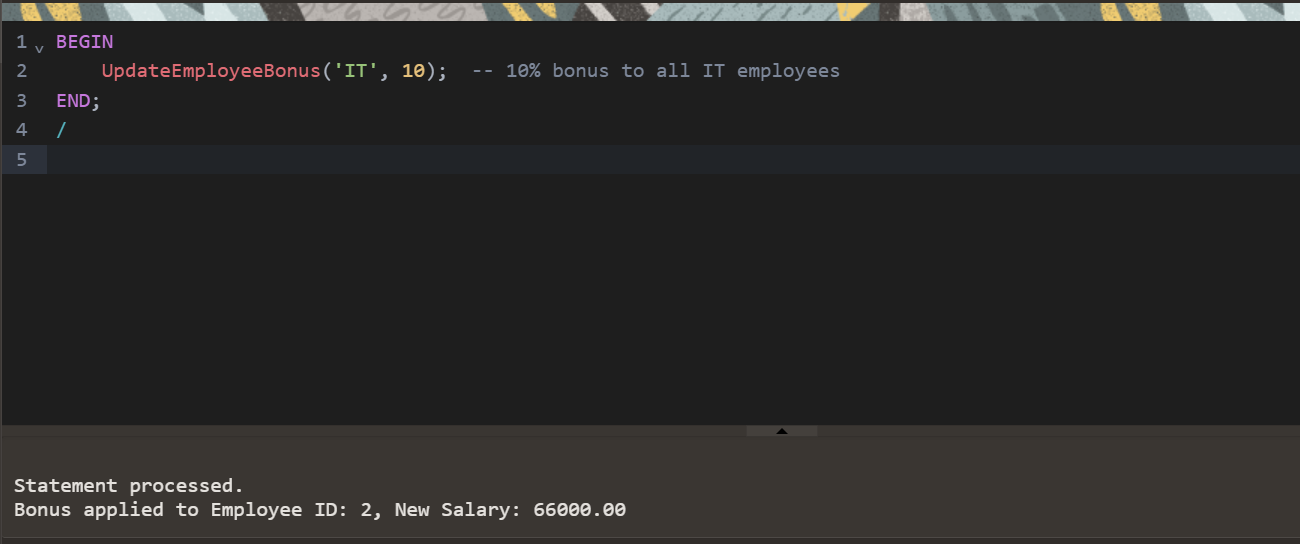 1 BEGIN
2 UpdateEmployeeBonus('IT', 10);  -- 10% bonus to all IT employees
3 END;
4 /
5
Statement processed.
Bonus applied to Employee ID: 2, New Salary: 66000.00